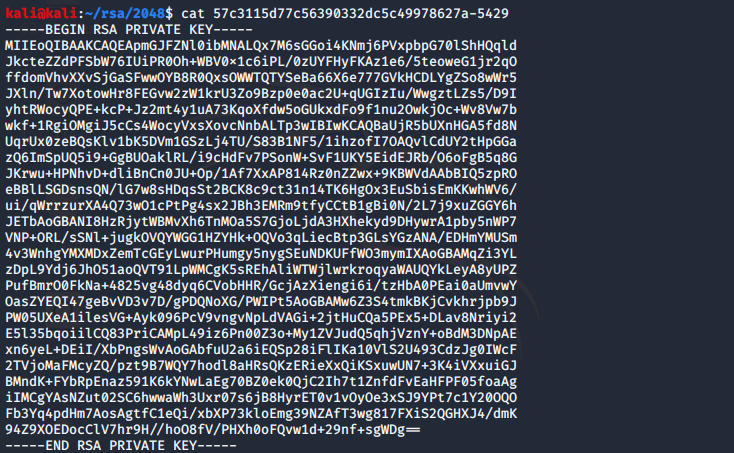 kali@kali:~/rsa/2048$ cat 57c3115d77c56390332dc5c49978627a-5429
-----BEGIN RSA PRIVATE KEY-----
MIIEoQIBAAKCAQEApmGJFZNl0ibMNALQx7M6sGGoi4KNmj6PVxpbpG70lShHQqld
JkcteZZdPFSbW76IUiPR0Oh+WBV0×1c6iPL/0zUYFHyFKAz1e6/5teoweG1jr2qO
ffdomVhvXXvSjGaSFwwOYB8R0QxsOWWTQTYSeBa66X6e777GVkHCDLYgZSo8wWr5
JXln/Tw7XotowHr8FEGvw2zW1krU3Zo9Bzp0e0ac2U+qUGIzIu/WwgztLZs5/D9I
yhtRWocyQPE+kcP+Jz2mt4y1uA73KqoXfdw5oGUkxdFo9f1nu2OwkjOc+Wv8Vw7b
wkf+1RgiOMgiJ5cCs4WocyVxsXovcNnbALTp3wIBIwKCAQBaUjR5bUXnHGA5fd8N
UqrUx0zeBQsKlv1bK5DVm1GSzLj4TU/S83B1NF5/1ihzofI7OAQvlCdUY2tHpGGa
zQ6ImSpUQ5i9+GgBUOaklRL/i9cHdFv7PSonW+SvF1UKY5EidEJRb/O6oFgB5q8G
JKrwu+HPNhvD+dliBnCn0JU+Op/1Af7XxAP814Rz0nZZwx+9KBWVdAAbBIQ5zpRO
eBBlLSGDsnsQN/lG7w8sHDqsSt2BCK8c9ct31n14TK6HgOx3EuSbisEmKKwhWV6/
ui/qWrrzurXA4Q73wO1cPtPg4sx2JBh3EMRm9tfyCCtB1gBi0N/2L7j9xuZGGY6h
JETbAoGBANI8HzRjytWBMvXh6TnMOa5S7GjoLjdA3HXhekyd9DHywrA1pby5nWP7
VNP+ORL/sSNl+jugkOVQYWGG1HZYHk+OQVo3qLiecBtp3GLsYGzANA/EDHmYMUSm
4v3WnhgYMXMDxZemTcGEyLwurPHumgy5nygSEuNDKUFfWO3mymIXAoGBAMqZi3YL
zDpL9Ydj6JhO51aoQVT91LpWMCgK5sREhAliWTWjlwrkroqyaWAUQYkLeyA8yUPZ
PufBmrO0FkNa+4825vg48dyq6CVobHHR/GcjAzXiengi6i/tzHbA0PEai0aUmvwY
OasZYEQI47geBvVD3v7D/gPDQNoXG/PWIPt5AoGBAMw6Z3S4tmkBKjCvkhrjpb9J
PW05UXeA1ilesVG+Ayk096PcV9vngvNpLdVCagj+2jtHuCQa5PEx5+DLav8Nriyi2
E5l35bqoiilCQ83PriCAMpL49iz6Pn00Z3o+My1ZVJudQ5qhjVznY+oBdM3DNpAE
xn6yeL+DEiI/XbPngsWvAoGAbfuU2a6iEQSp28iFlIKa10VlS2U493CdzJg0IWcF
2TVjoMaFMcyZQ/pzt9B7WQY7hodl8aHRsQKzERieXxQiKSxuwUN7+3K4iVXxuiGJ
BMndK+FYbRpEnaz591K6kYNwLaEg70BZ0ek0QjC2Ih7t1ZnfdFvEaHFPF05foaAg
iIMCgYAsNZut02SC6hwwaWh3Uxr07s6jB8HyrET0v1vOyOe3xSJ9YPt7c1Y20OQO
Fb3Yq4pdHm7AosAgtfC1eQi/xbXP73kloEmg39NZAfT3wg817FXiS2QGHXJ4/dmK
94Z9XOEDocClV7hr9H//hoO8fV/PHXh0oFQvw1d+29nf+sgWDg==
-----END RSA PRIVATE KEY-----